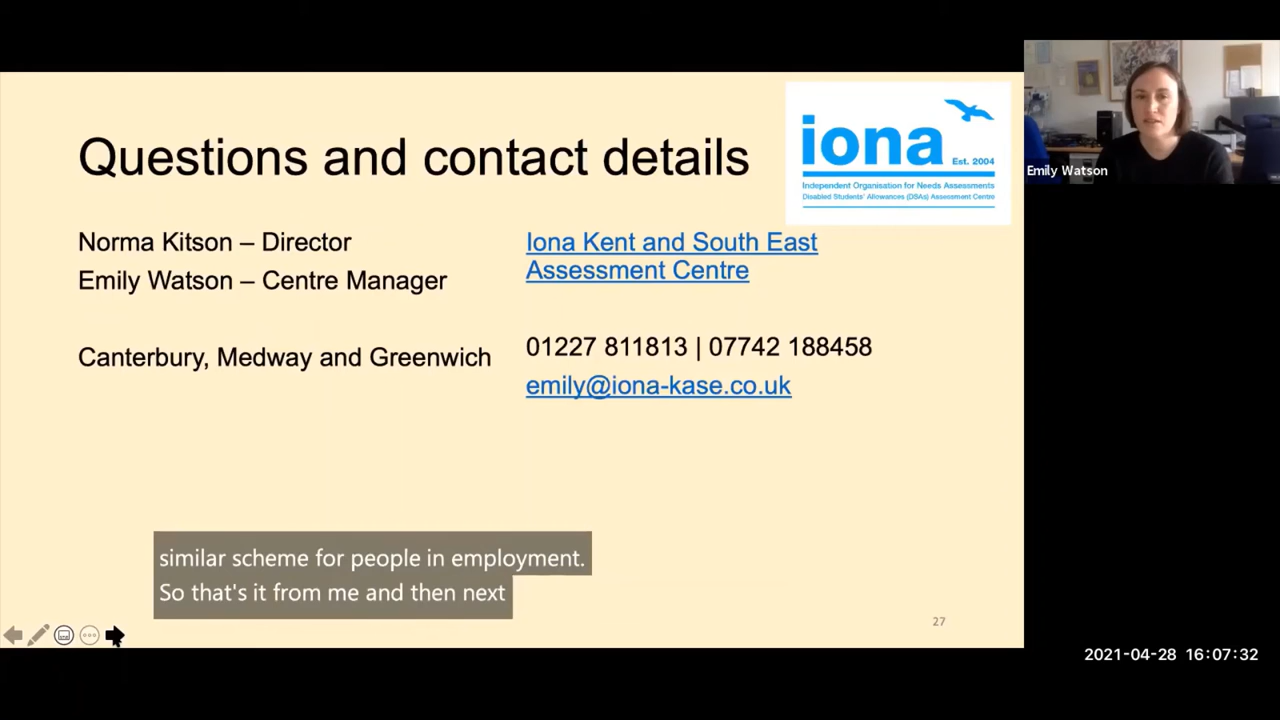 Questions and contact details
iona
Est. 2004
Independent Organisation for Needs Assessments
Disabled Students' Allowances (DSAs) Assessment Centre
Emily Watson
Norma Kitson – Director
Emily Watson – Centre Manager
Canterbury, Medway and Greenwich
Iona Kent and South East
Assessment Centre
01227 811813 | 07742 188458
emily@iona-kase.co.uk
similar scheme for people in employment.
So that's it from me and then next
27
2021-04-28 16:07:32